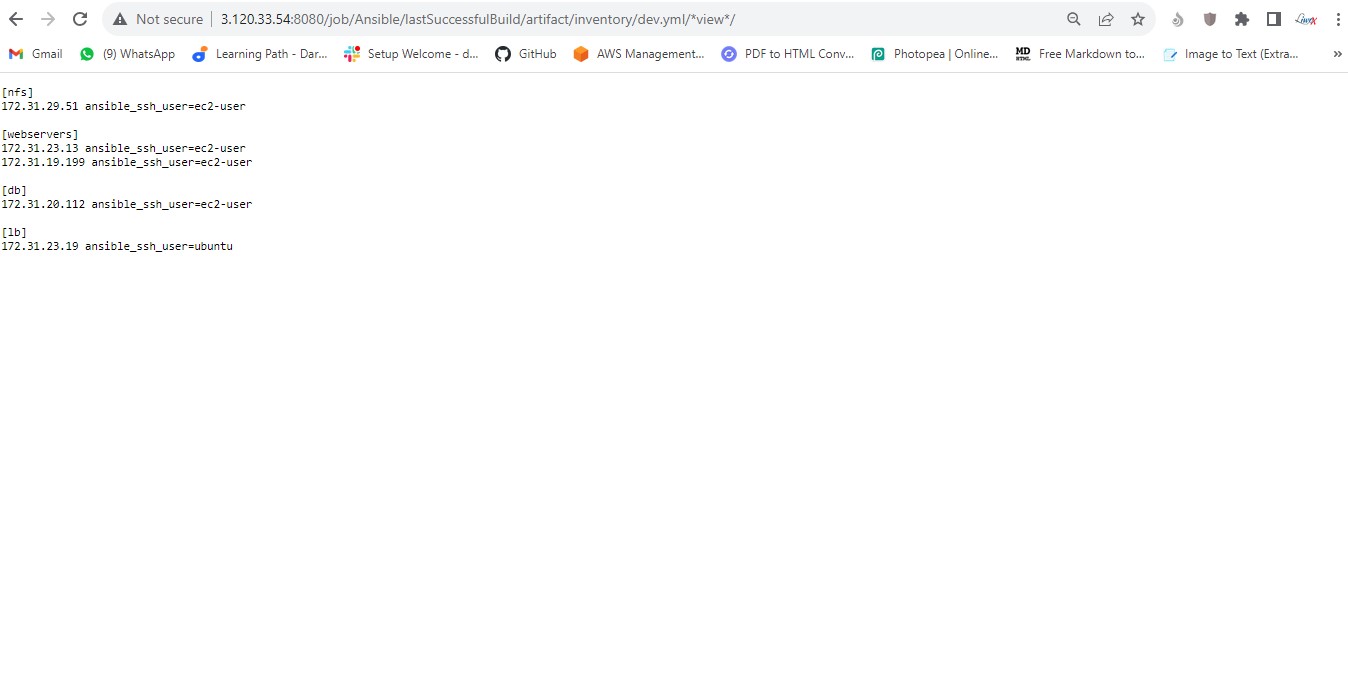 Not secure | 3.120.33.54:8080/job/Ansible/lastSuccessfulBuild/artifact/inventory/dev.yml/*view*/
Gmail (9) WhatsApp Learning Path - Dar... Setup Welcome - d... GitHub AWS Management... PDF to HTML Conv... Photopea | Online... MD HTML Free Markdown to... Image to Text (Extra... »
[nfs]
172.31.29.51 ansible_ssh_user=ec2-user
[webservers]
172.31.23.13 ansible_ssh_user=ec2-user
172.31.19.199 ansible_ssh_user=ec2-user
[db]
172.31.20.112 ansible_ssh_user=ec2-user
[lb]
172.31.23.19 ansible_ssh_user=ubuntu